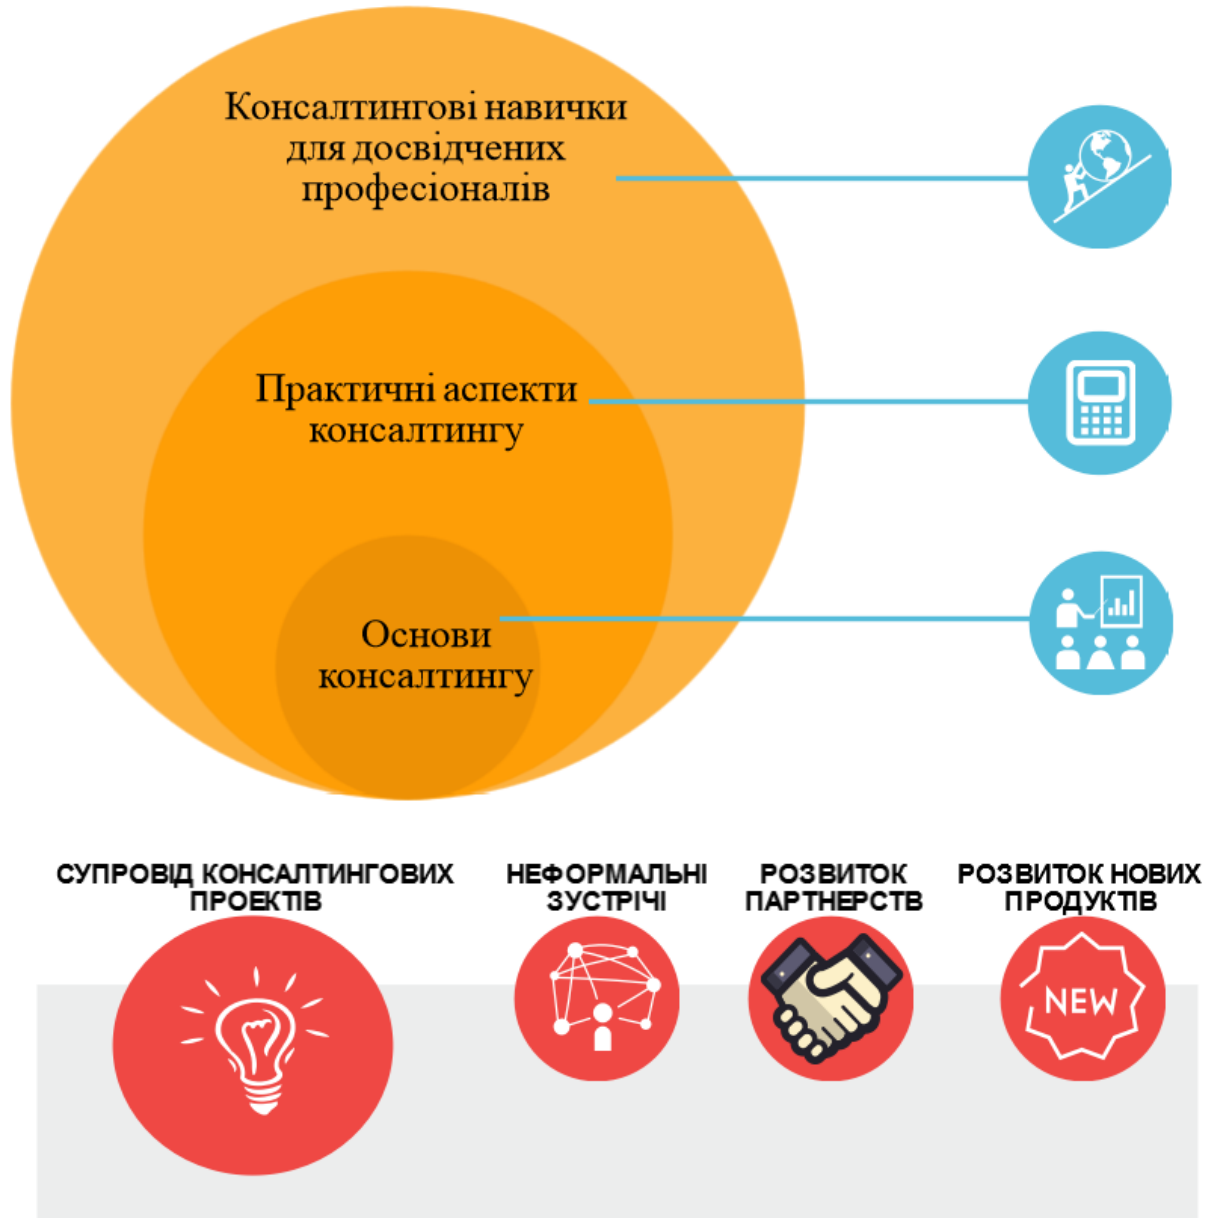 Консалтингові навички
для досвідчених
професіоналів
Практичні аспекти
консалтингу
Основи
консалтингу
СУПРОВІД КОНСАЛТИНГОВИХ
ПРОЕКТІВ
НЕФОРМАЛЬНІ
ЗУСТРІЧІ
РОЗВИТОК
ПАРТНЕРСТВ
РОЗВИТОК НОВИХ
ПРОДУКТІВ
NEW